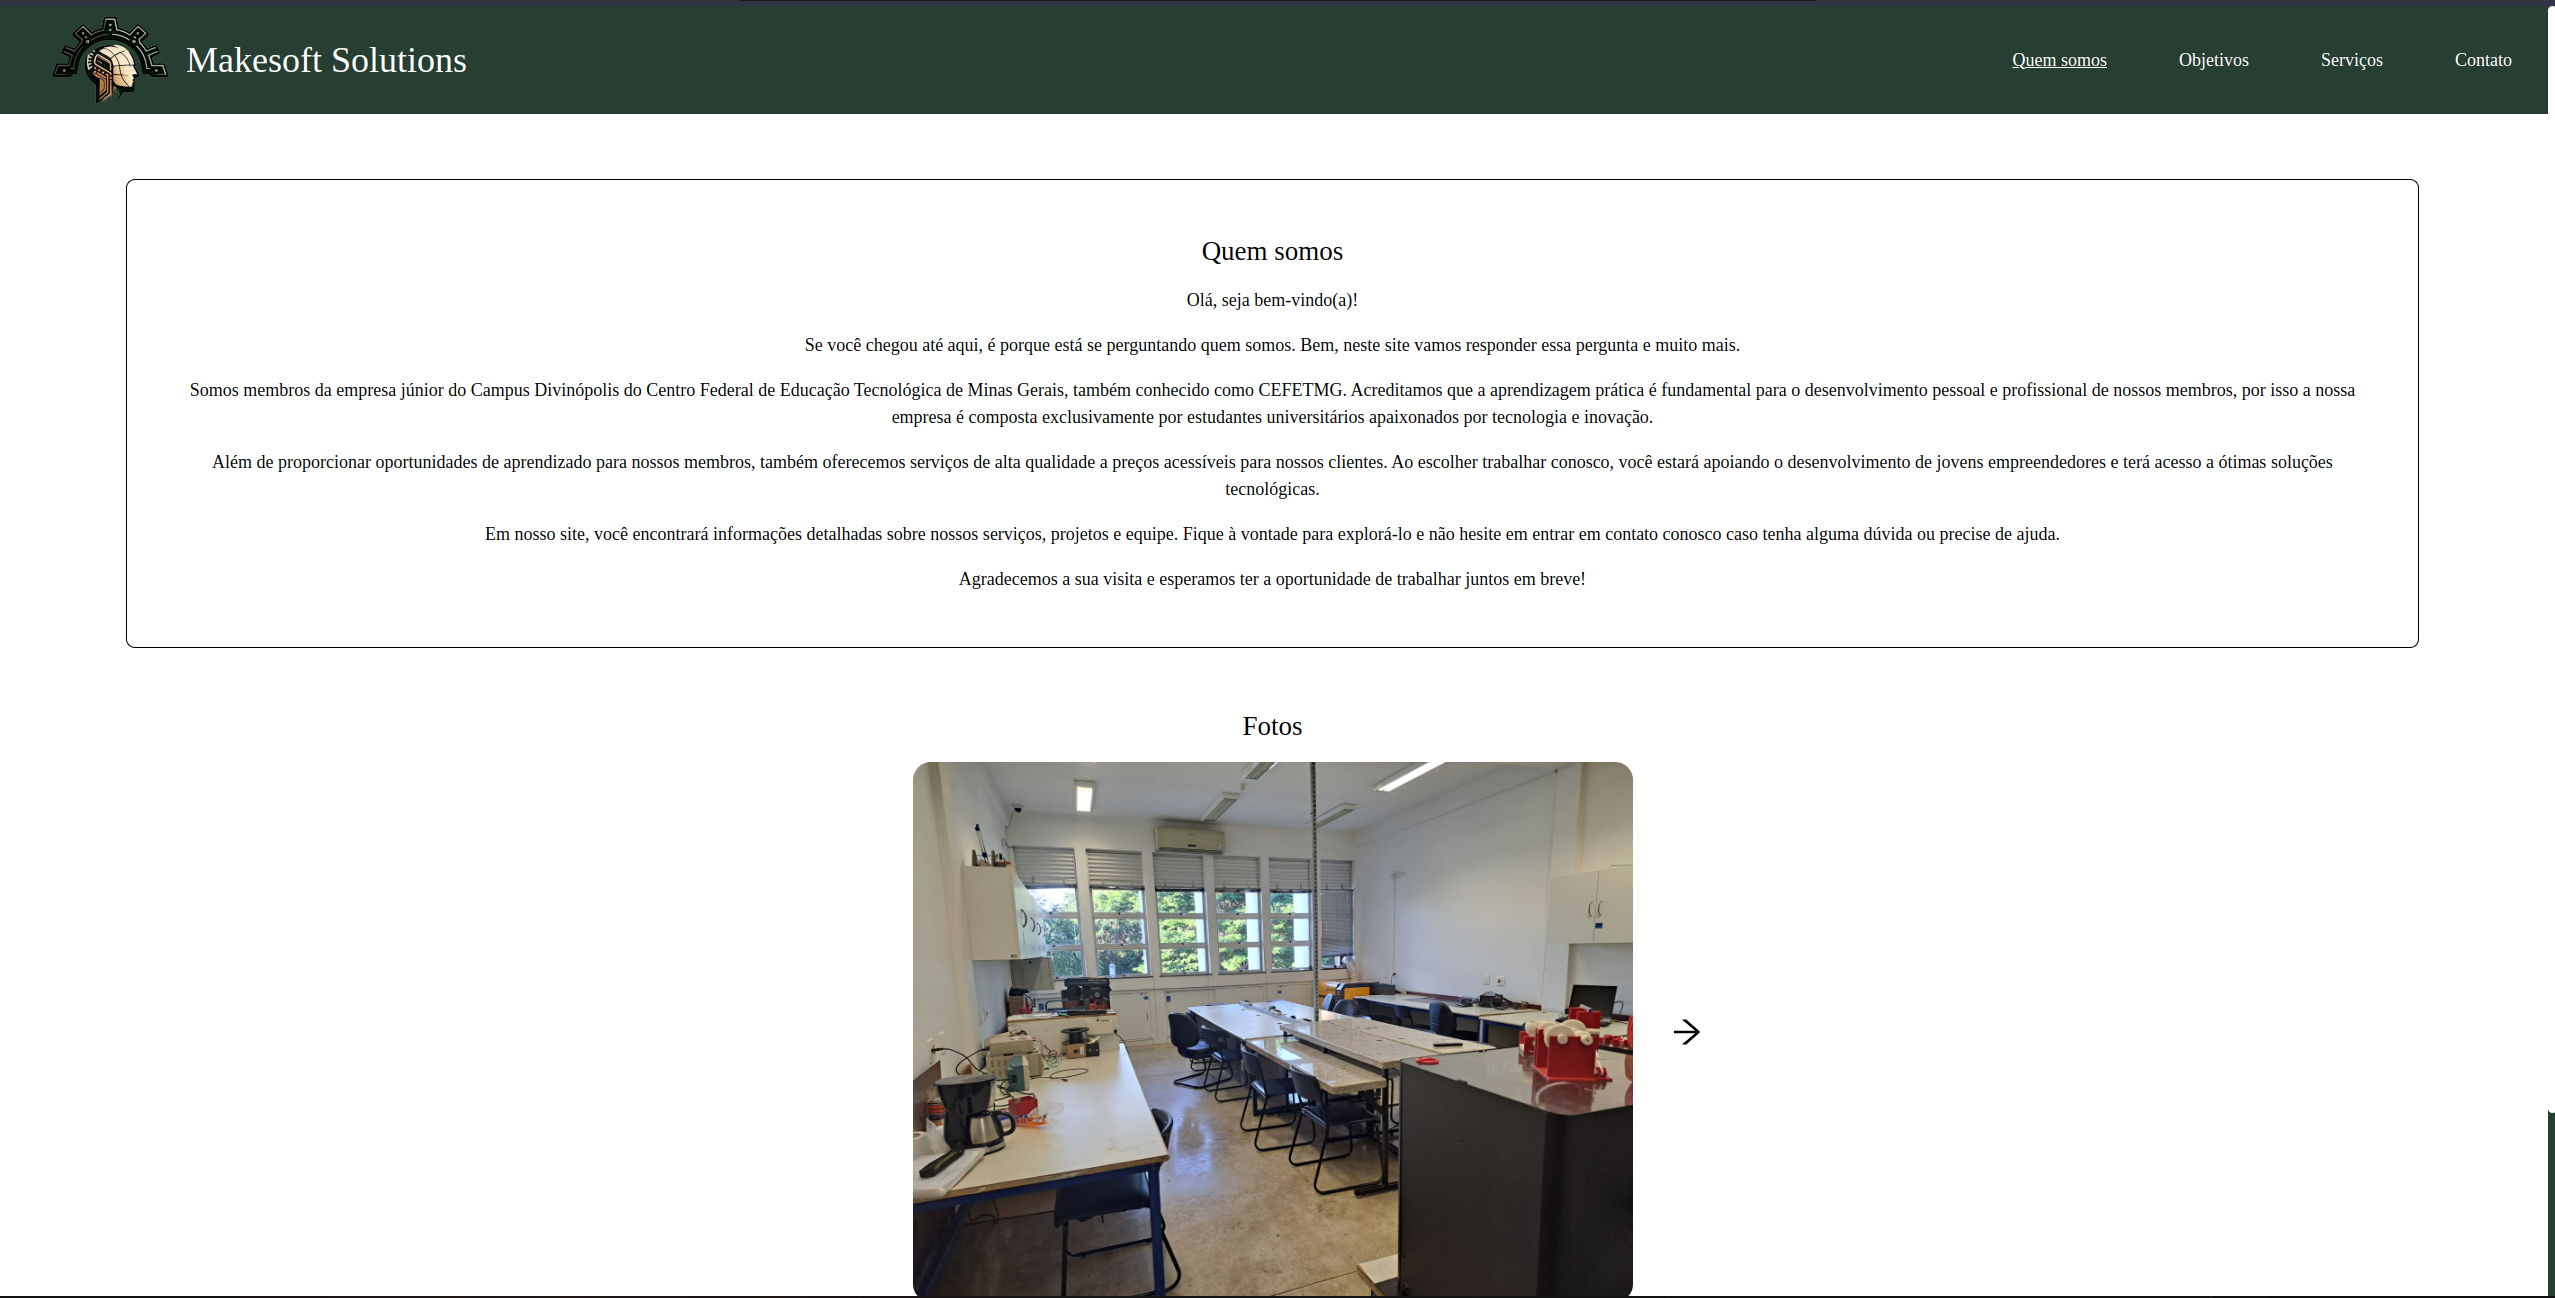 Makesoft Solutions
Quem somos
Objetivos
Serviços
Contato
Quem somos
Olá, seja bem-vindo(a)!
Se você chegou até aqui, é porque está se perguntando quem somos. Bem, neste site vamos responder essa pergunta e muito mais.
Somos membros da empresa júnior do Campus Divinópolis do Centro Federal de Educação Tecnológica de Minas Gerais, também conhecido como CEFETMG. Acreditamos que a aprendizagem prática é fundamental para o desenvolvimento pessoal e profissional de nossos membros, por isso a nossa
empresa é composta exclusivamente por estudantes universitários apaixonados por tecnologia e inovação.
Além de proporcionar oportunidades de aprendizado para nossos membros, também oferecemos serviços de alta qualidade a preços acessíveis para nossos clientes. Ao escolher trabalhar conosco, você estará apoiando o desenvolvimento de jovens empreendedores e terá acesso a ótimas soluções
tecnológicas.
Em nosso site, você encontrará informações detalhadas sobre nossos serviços, projetos e equipe. Fique à vontade para explorá-lo e não hesite em entrar em contato conosco caso tenha alguma dúvida ou precise de ajuda.
Agradecemos a sua visita e esperamos ter a oportunidade de trabalhar juntos em breve!
Fotos